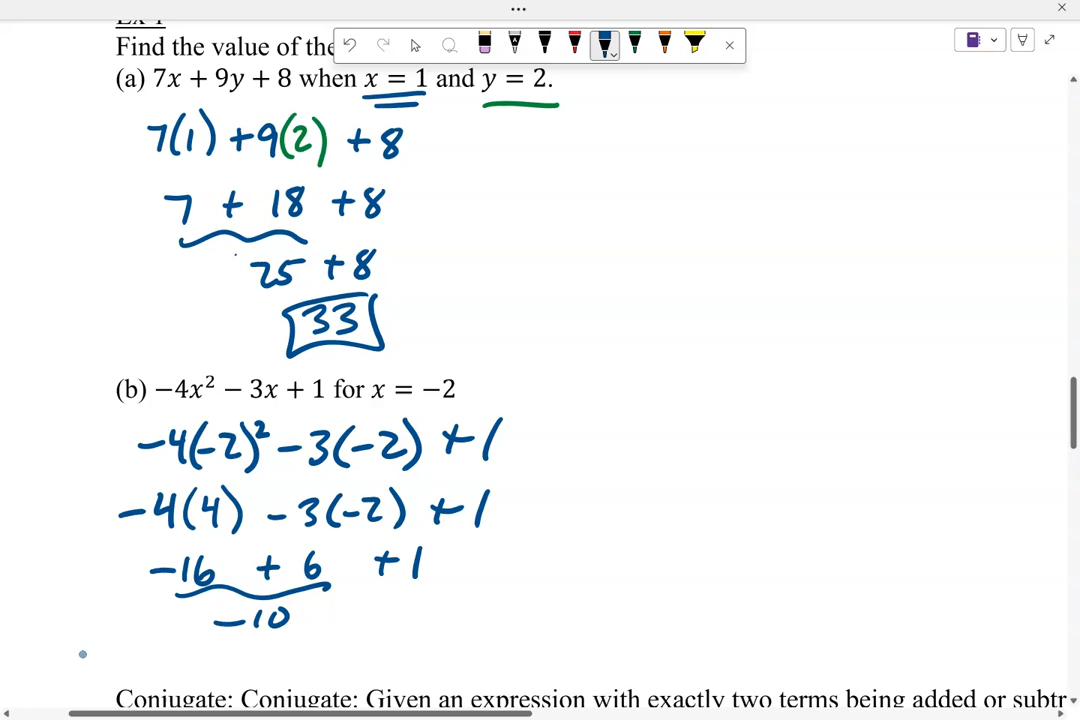 Ex 1
Find the value of the
(a) 7x + 9y + 8 when x = 1 and y = 2.
7(1) + 9(2) + 8
7 + 18 + 8
25 + 8
33
(b) −4x² − 3x + 1 for x = −2
−4(−2)² − 3(−2) + 1
−4(4) − 3(−2) + 1
−16 + 6 + 1
−10
Conjugate: Conjugate: Given an expression with exactly two terms being added or subtr